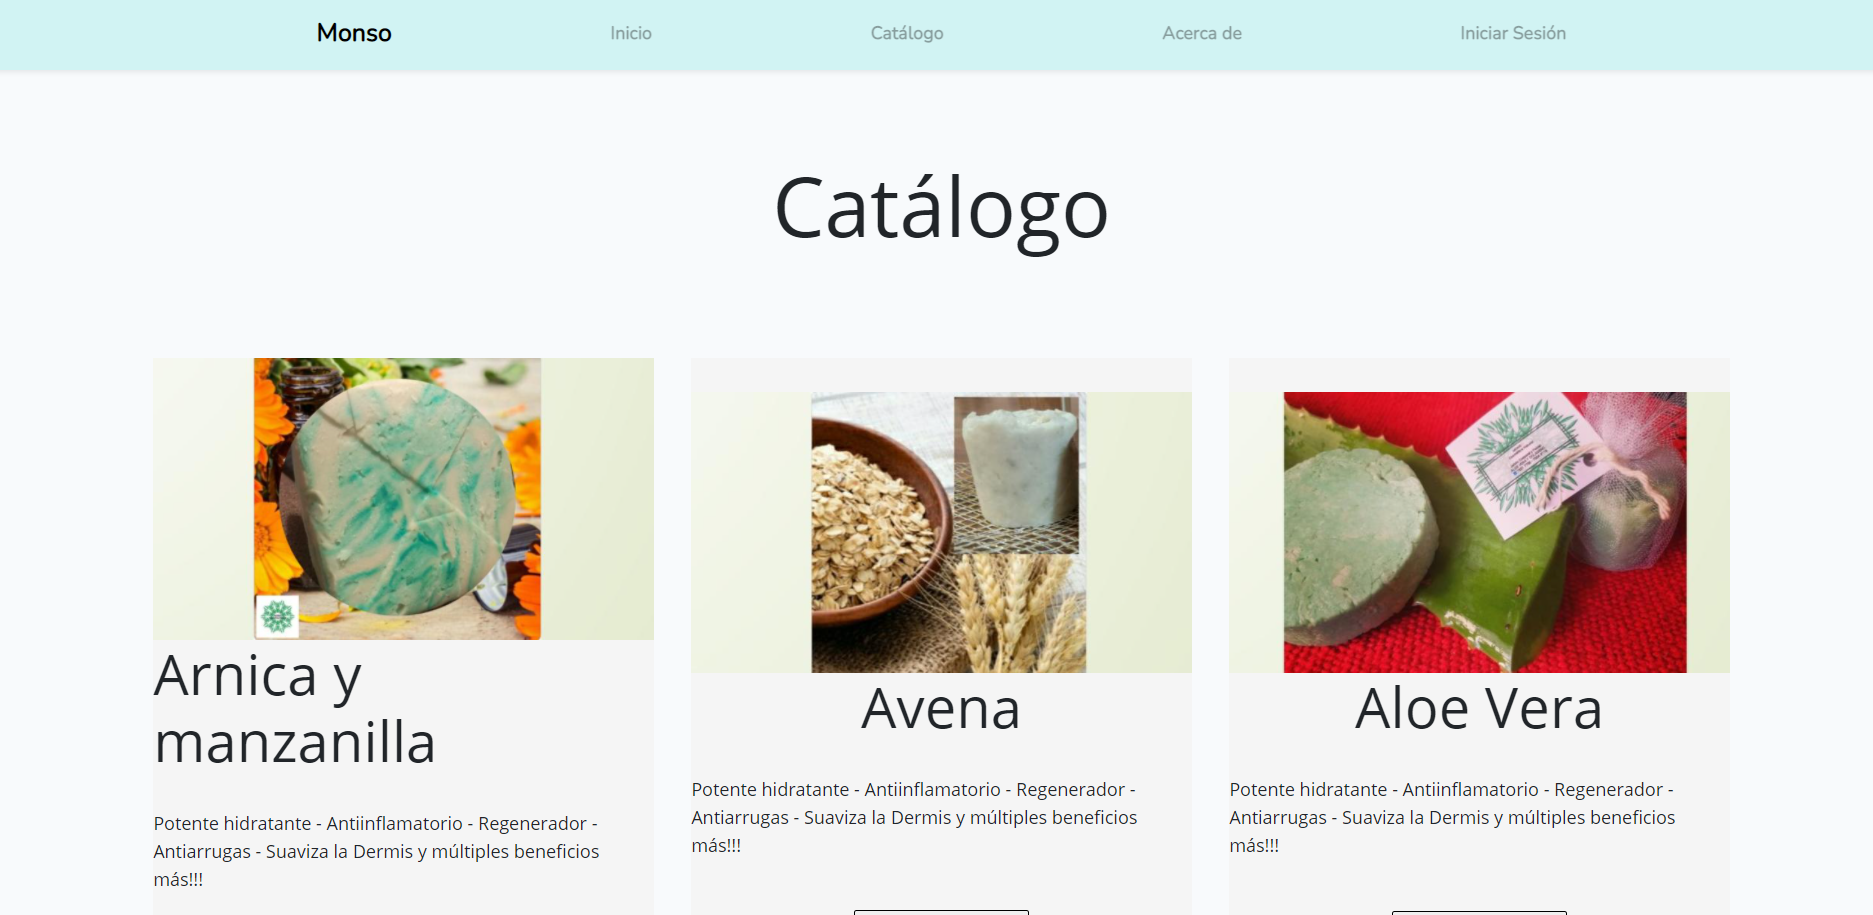 Monso
Inicio
Catálogo
Acerca de
Iniciar Sesión
Catálogo
Arnica y
manzanilla
Potente hidratante - Antiinflamatorio - Regenerador -
Antiarrugas - Suaviza la Dermis y múltiples beneficios
más!!!
Avena
Potente hidratante - Antiinflamatorio - Regenerador -
Antiarrugas - Suaviza la Dermis y múltiples beneficios
más!!!
Aloe Vera
Potente hidratante - Antiinflamatorio - Regenerador -
Antiarrugas - Suaviza la Dermis y múltiples beneficios
más!!!